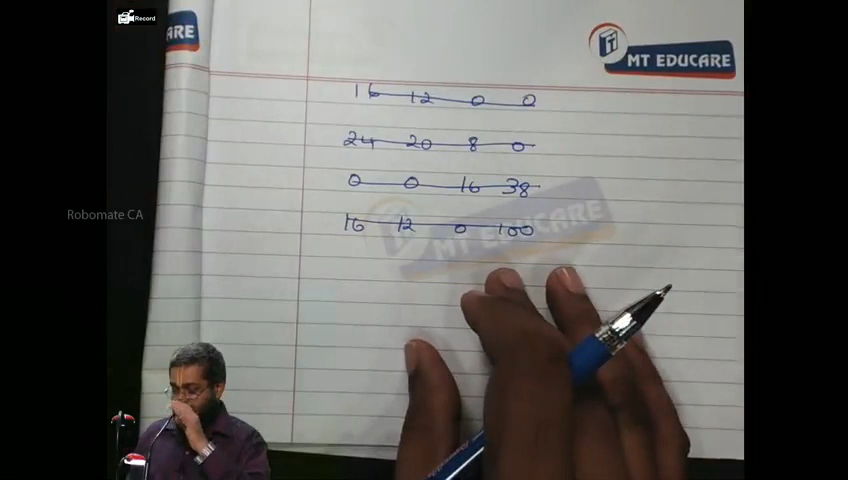 Record
ARE
MT EDUCARE
16 12 0 0
24 20 8 0
0 0 16 38
16 12 0 100
MT EDUCARE
Robomate CA